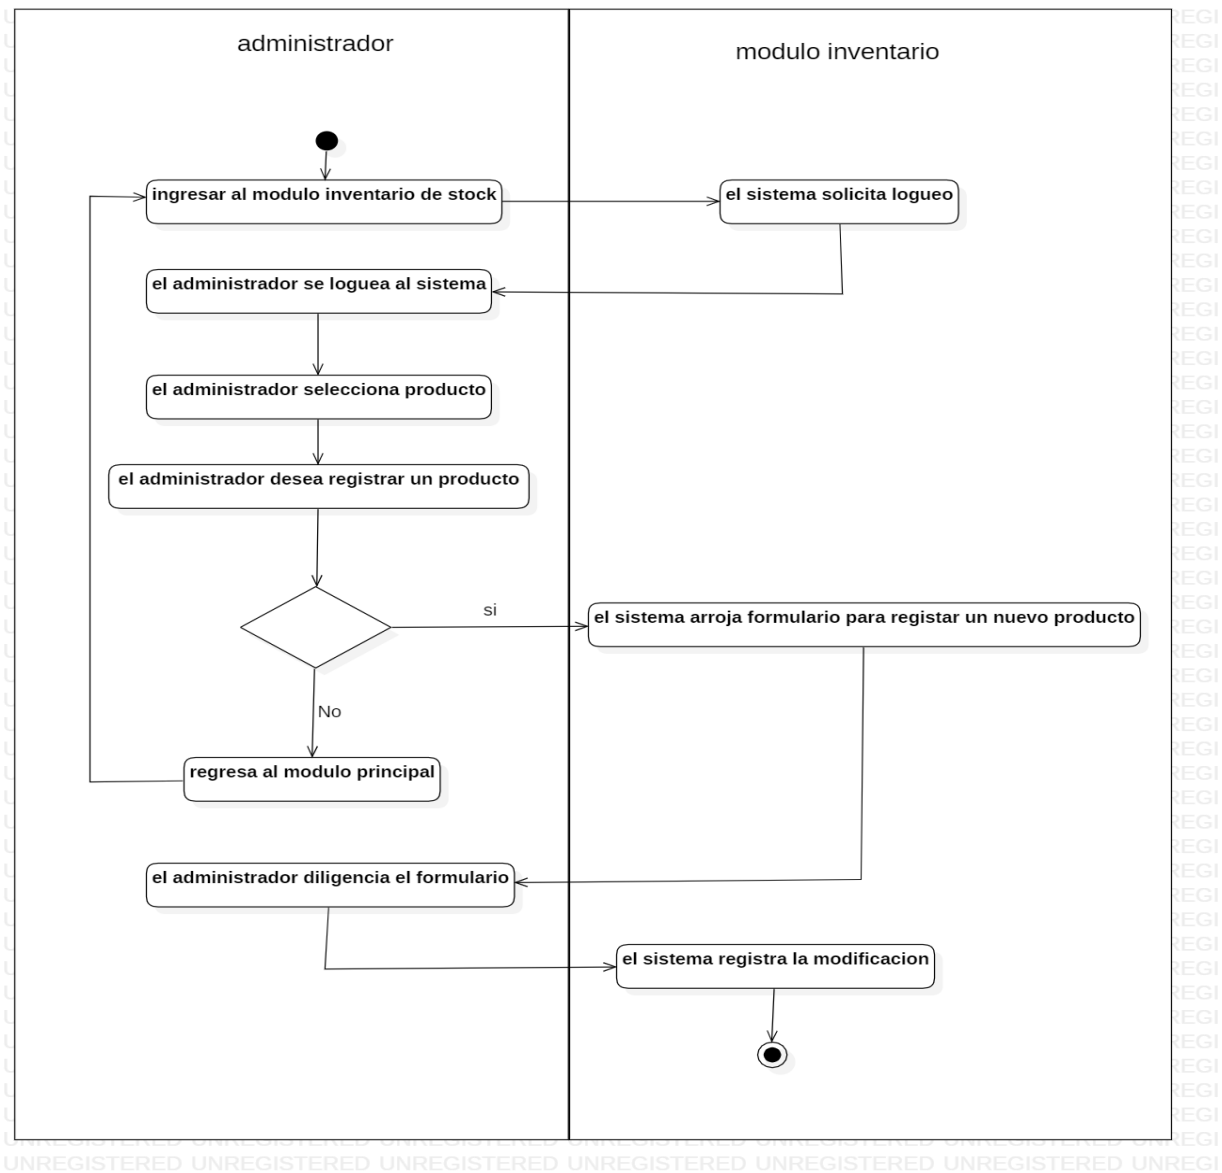 administrador
modulo inventario
ingresar al modulo inventario de stock
el sistema solicita logueo
el administrador se loguea al sistema
el administrador selecciona producto
el administrador desea registrar un producto
si
el sistema arroja formulario para registar un nuevo producto
No
regresa al modulo principal
el administrador diligencia el formulario
el sistema registra la modificacion
UNREGISTERED UNREGISTERED UNREGISTERED UNREGISTERED UNREGISTERED UNREGISTERED UNREGI